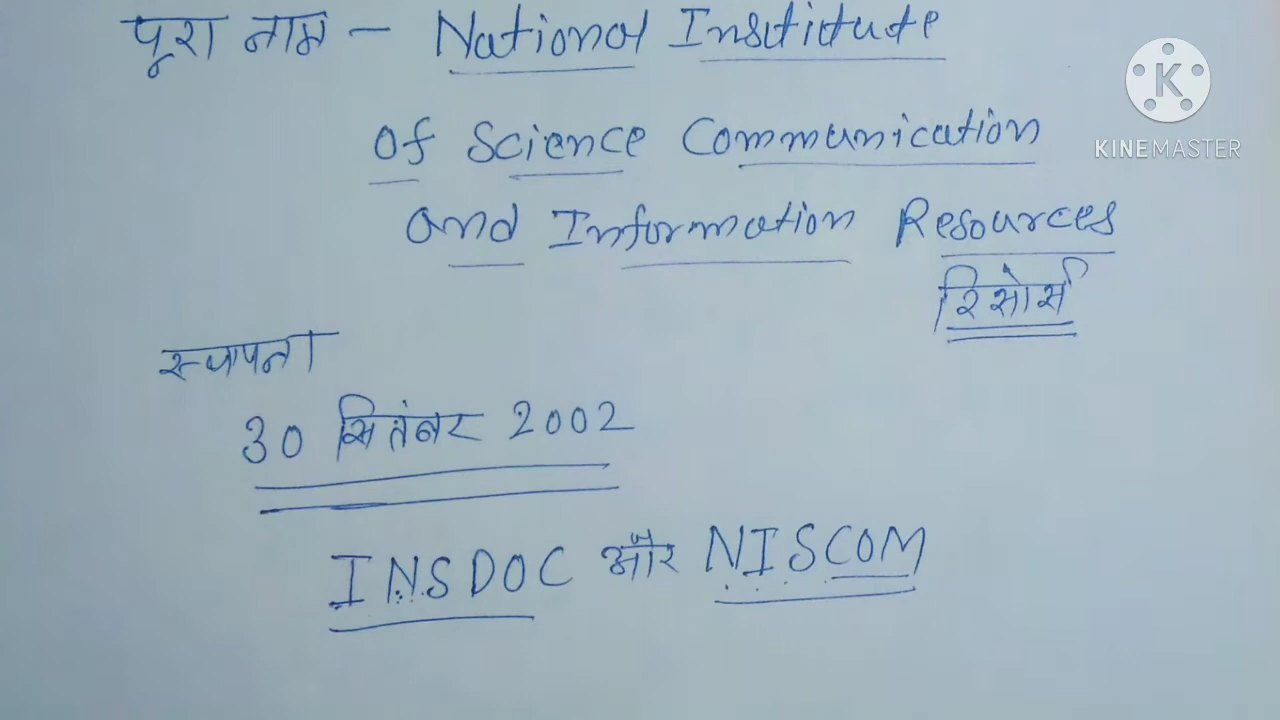 पूरा नाम - National Institute
KINEMASTER
of Science Communication
and Information Resources
रिसोर्स
स्थापना
30 सितंबर 2002
INSDOC और NISCOM